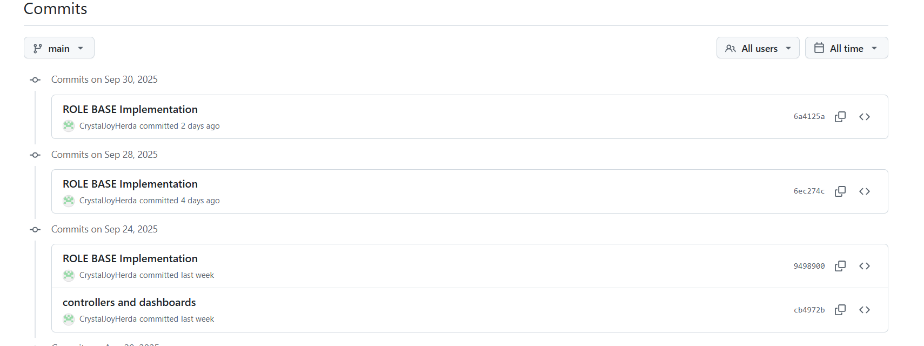 Commits
main
All users
All time
Commits on Sep 30, 2025
ROLE BASE Implementation
CrystalJoyHerda committed 2 days ago
6a4125a
Commits on Sep 28, 2025
ROLE BASE Implementation
CrystalJoyHerda committed 4 days ago
6ec274c
Commits on Sep 24, 2025
ROLE BASE Implementation
CrystalJoyHerda committed last week
9498900
controllers and dashboards
CrystalJoyHerda committed last week
cb4972b